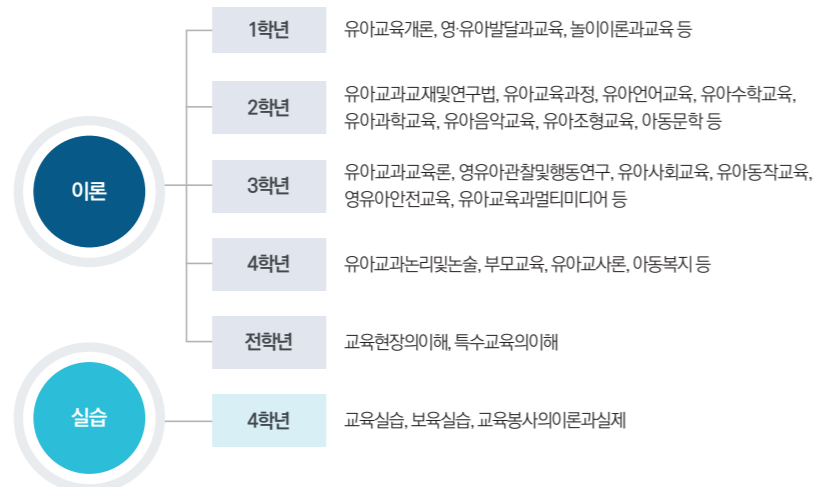 이론
1학년
유아교육개론, 영·유아발달과교육, 놀이이론과교육 등
2학년
유아교과교재및연구법, 유아교육과정, 유아언어교육, 유아수학교육,
유아과학교육, 유아음악교육, 유아조형교육, 아동문학 등
3학년
유아교과교육론, 영유아관찰및행동연구, 유아사회교육, 유아동작교육,
영유아안전교육, 유아교육과멀티미디어 등
4학년
유아교과논리및논술, 부모교육, 유아교사론, 아동복지 등
전학년
교육현장의이해, 특수교육의이해
실습
4학년
교육실습, 보육실습, 교육봉사의이론과실제